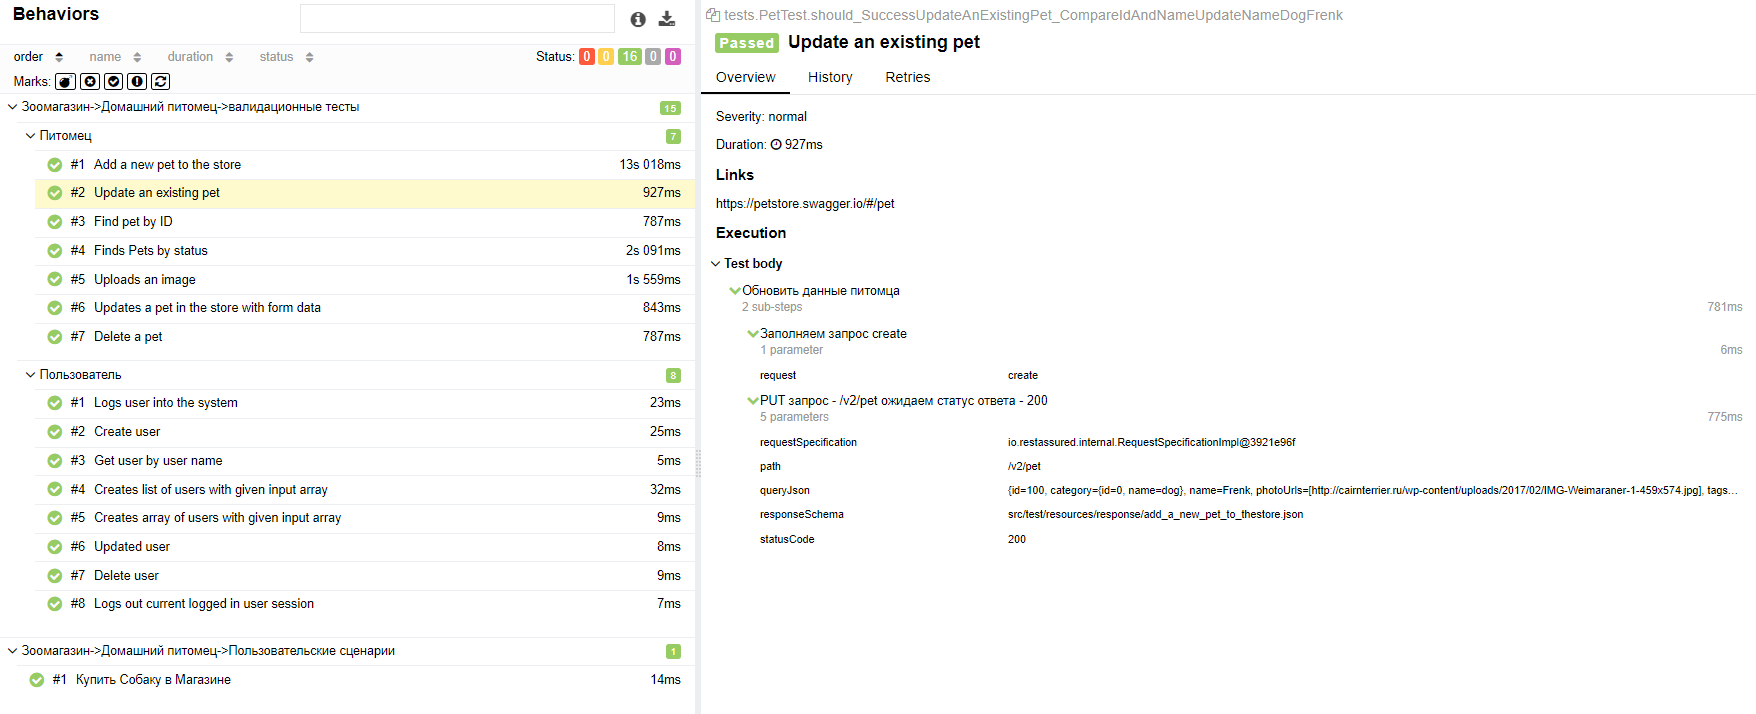 Behaviors
order name duration status Status: 0 0 16 0 0
Marks:
Зоомагазин->Домашний питомец->валидационные тесты 15
Питомец 7
#1 Add a new pet to the store 13s 018ms
#2 Update an existing pet 927ms
#3 Find pet by ID 787ms
#4 Finds Pets by status 2s 091ms
#5 Uploads an image 1s 559ms
#6 Updates a pet in the store with form data 843ms
#7 Delete a pet 787ms
Пользователь 8
#1 Logs user into the system 23ms
#2 Create user 25ms
#3 Get user by user name 5ms
#4 Creates list of users with given input array 32ms
#5 Creates array of users with given input array 9ms
#6 Updated user 8ms
#7 Delete user 9ms
#8 Logs out current logged in user session 7ms
Зоомагазин->Домашний питомец->Пользовательские сценарии 1
#1 Купить Собаку в Магазине 14ms
tests.PetTest.should_SuccessUpdateAnExistingPet_CompareIdAndNameUpdateNameDogFrenk
Passed Update an existing pet
Overview History Retries
Severity: normal
Duration: 927ms
Links
https://petstore.swagger.io/#/pet
Execution
Test body
Обновить данные питомца
2 sub-steps 781ms
Заполняем запрос create
1 parameter 6ms
request create
PUT запрос - /v2/pet ожидаем статус ответа - 200
5 parameters 775ms
requestSpecification io.restassured.internal.RequestSpecificationImpl@3921e96f
path /v2/pet
queryJson {id=100, category={id=0, name=dog}, name=Frenk, photoUrls=[http://cairnterrier.ru/wp-content/uploads/2017/02/IMG-Weimaraner-1-459x574.jpg], tags...
responseSchema src/test/resources/response/add_a_new_pet_to_thestore.json
statusCode 200